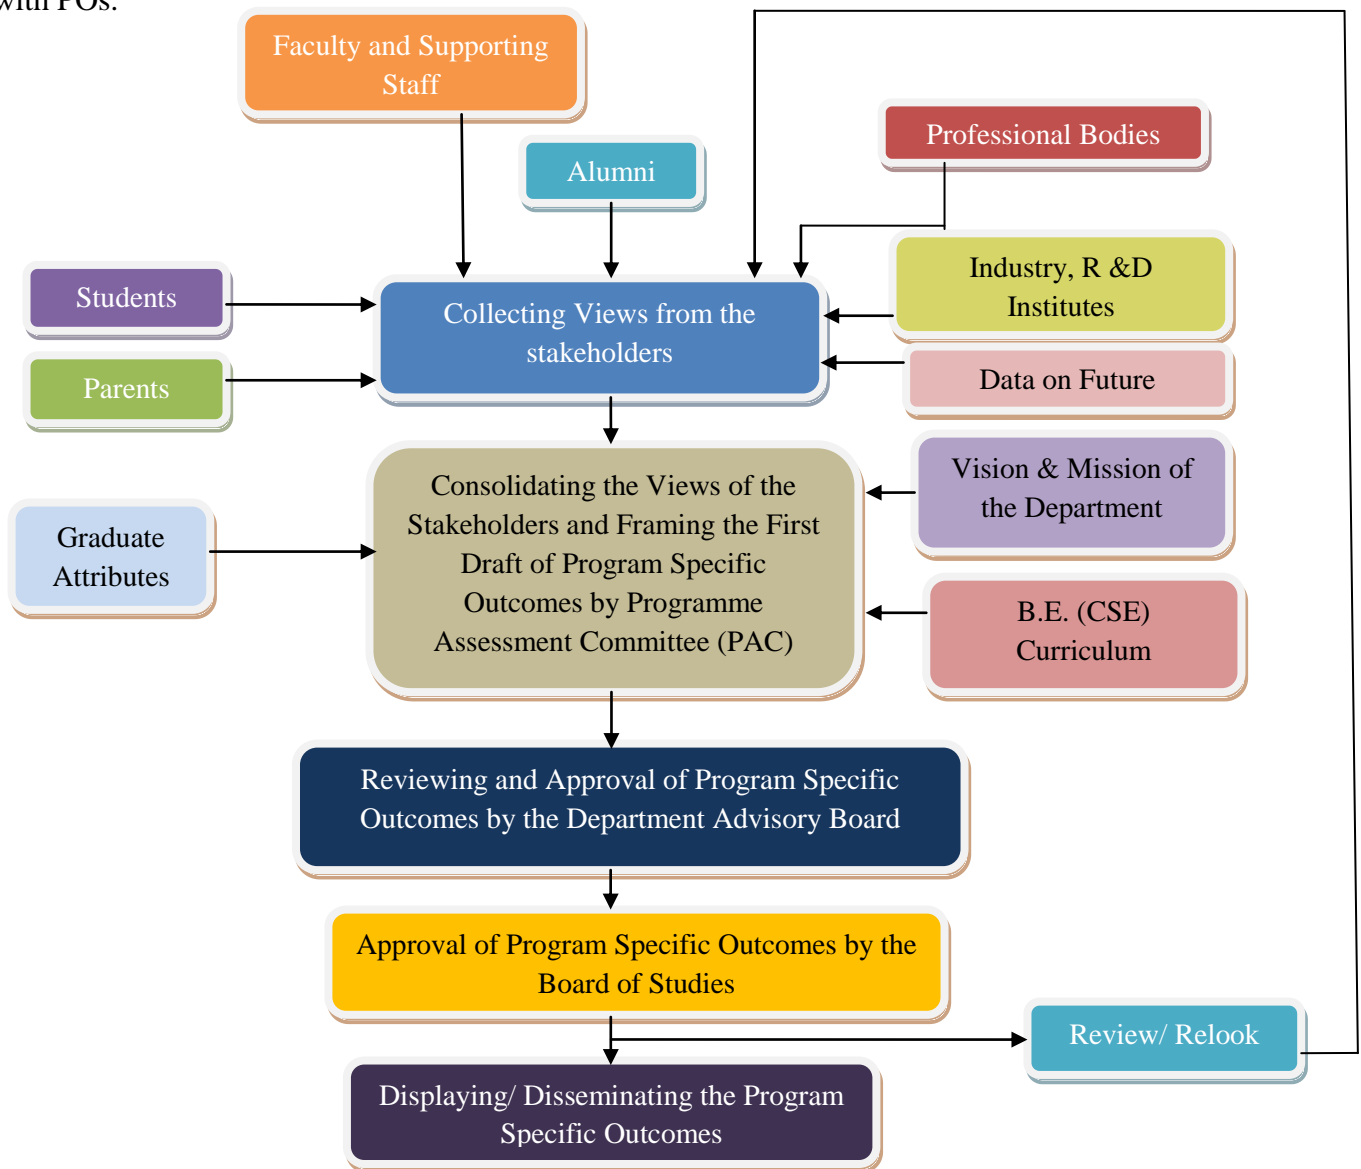 with POs.
Faculty and Supporting
Staff
Professional Bodies
Alumni
Industry, R &D
Institutes
Students
Collecting Views from the
stakeholders
Data on Future
Parents
Vision & Mission of
the Department
Consolidating the Views of the
Stakeholders and Framing the First
Draft of Program Specific
Outcomes by Programme
Assessment Committee (PAC)
Graduate
Attributes
B.E. (CSE)
Curriculum
Reviewing and Approval of Program Specific
Outcomes by the Department Advisory Board
Approval of Program Specific Outcomes by the
Board of Studies
Review/ Relook
Displaying/ Disseminating the Program
Specific Outcomes